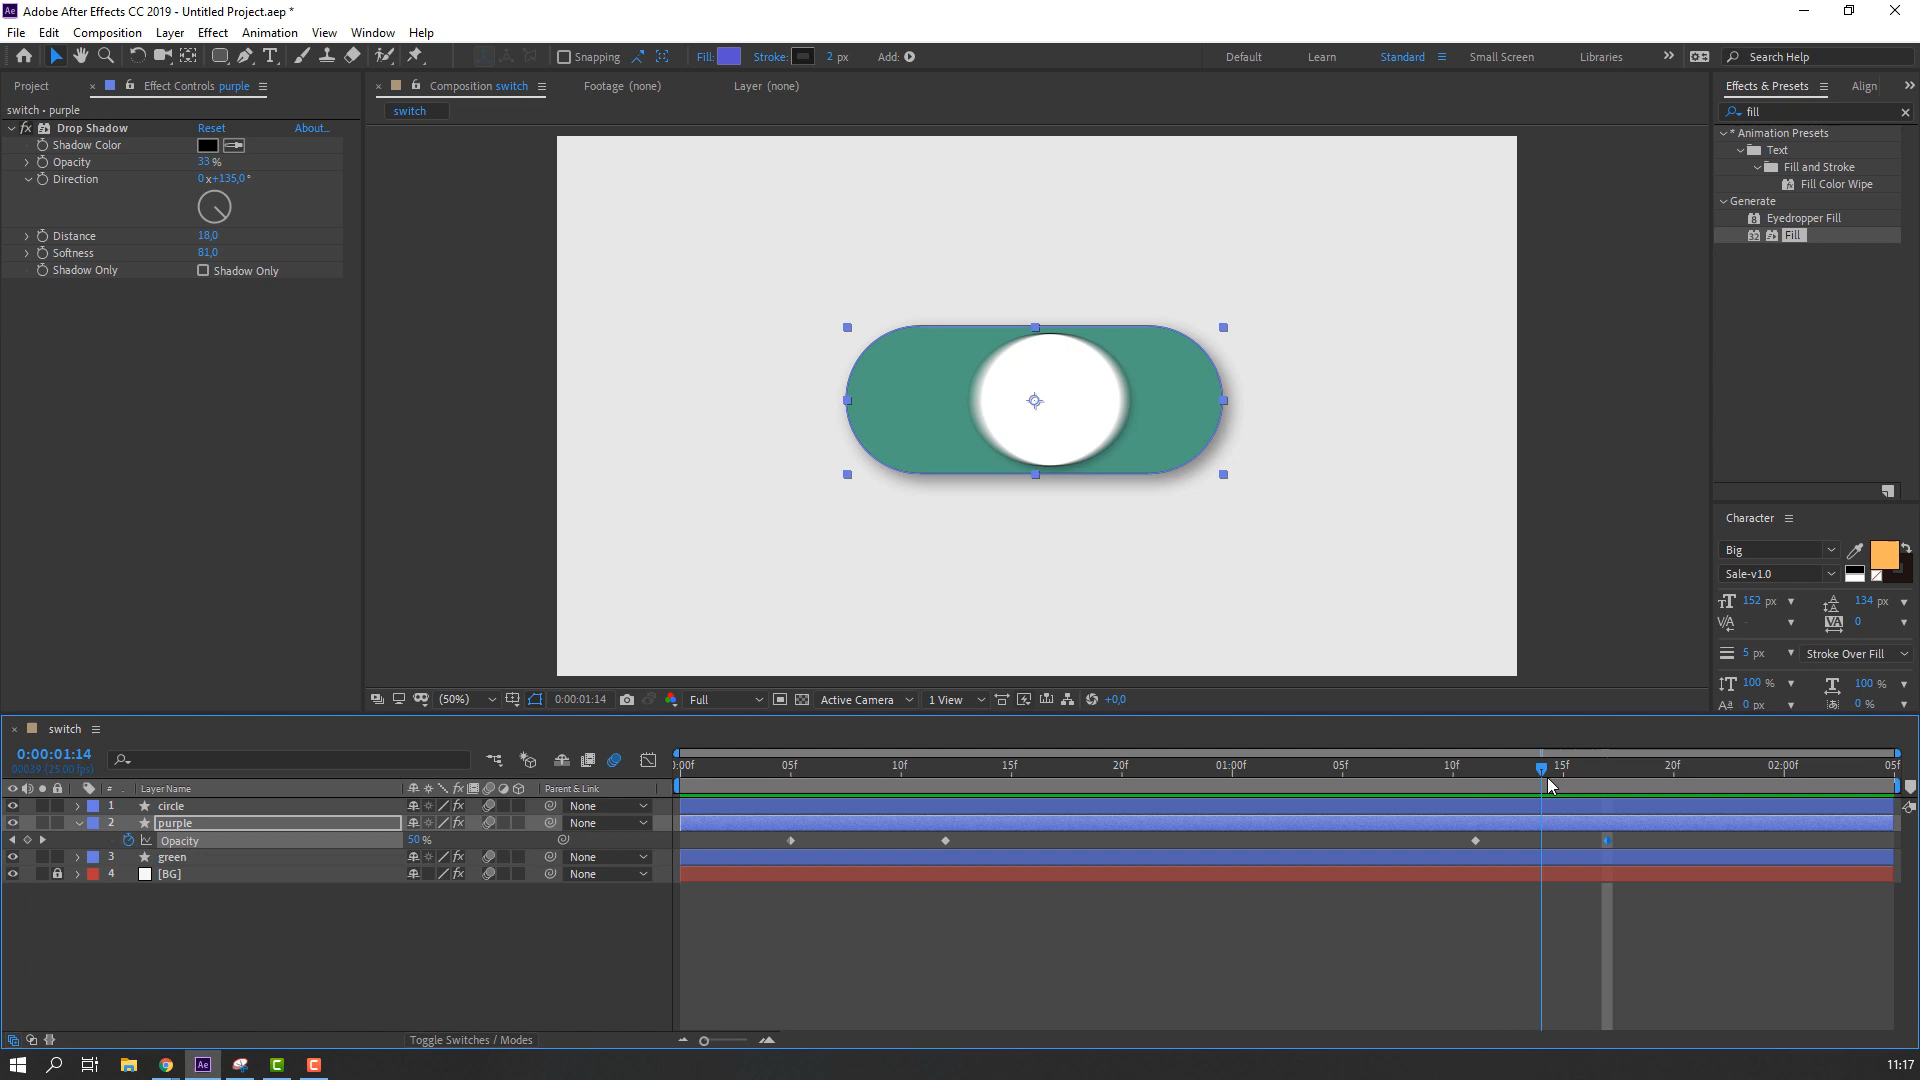 Adobe After Effects CC 2019 - Untitled Project.aep *
File Edit Composition Layer Effect Animation View Window Help
Snapping Fill: Stroke: 2 px Add: Default Learn Standard Small Screen Libraries Search Help
Project Effect Controls purple Composition switch Footage (none) Layer (none) Effects & Presets Align
switch • purple
switch
fill
Drop Shadow Reset About...
Shadow Color
Opacity 33 %
Direction 0x+135,0°
Distance 18,0
Softness 81,0
Shadow Only Shadow Only
* Animation Presets
Text
Fill and Stroke
Fill Color Wipe
Generate
Eyedropper Fill
Fill
Character
Big
Sale-v1.0
152 px 134 px
0
5 px Stroke Over Fill
100 % 100 %
0 px 0 %
(50%) 0:00:01:14 Full Active Camera 1 View +0,0
switch
0:00:01:14
00039 (25.00 fps)
:00f 05f 10f 15f 20f 01:00f 05f 10f 15f 20f 02:00f 05f
# Layer Name Parent & Link
1 circle None
2 purple None
Opacity 50 %
3 green None
4 [BG] None
Toggle Switches / Modes
11:17